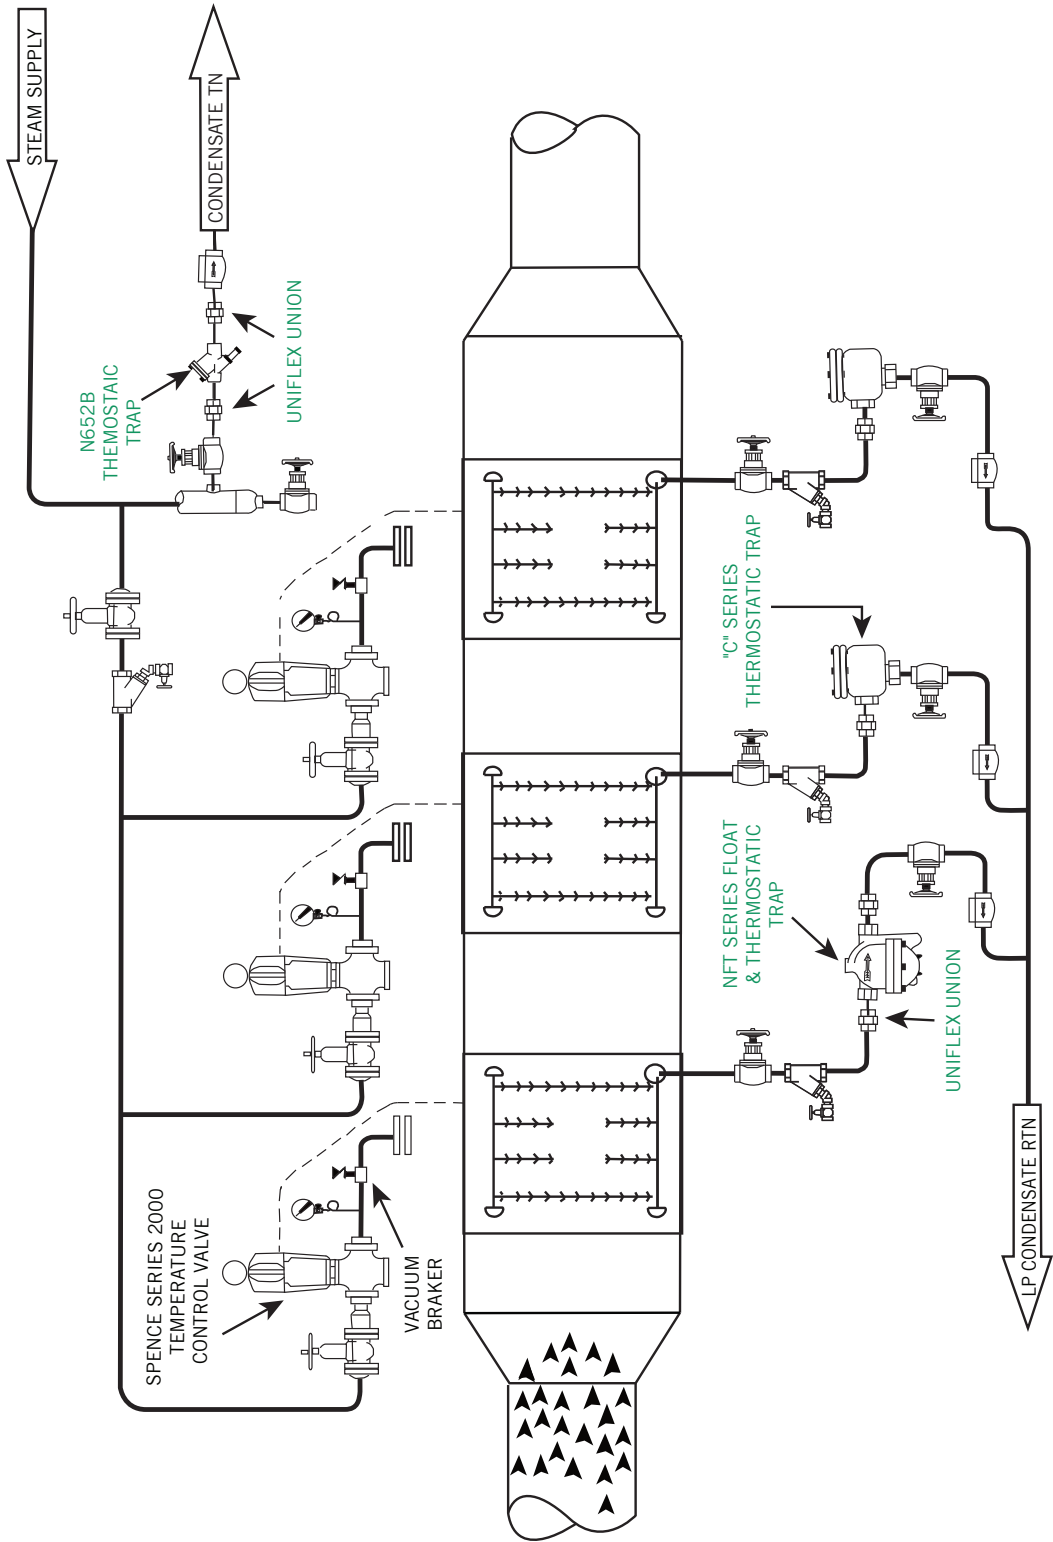 STEAM SUPPLY
CONDENSATE TN
N652B
THEMOSTAIC
TRAP
UNIFLEX UNION
"C" SERIES
THERMOSTATIC TRAP
NFT SERIES FLOAT
& THERMOSTATIC
TRAP
UNIFLEX UNION
SPENCE SERIES 2000
TEMPERATURE
CONTROL VALVE
VACUUM
BRAKER
LP CONDENSATE RTN